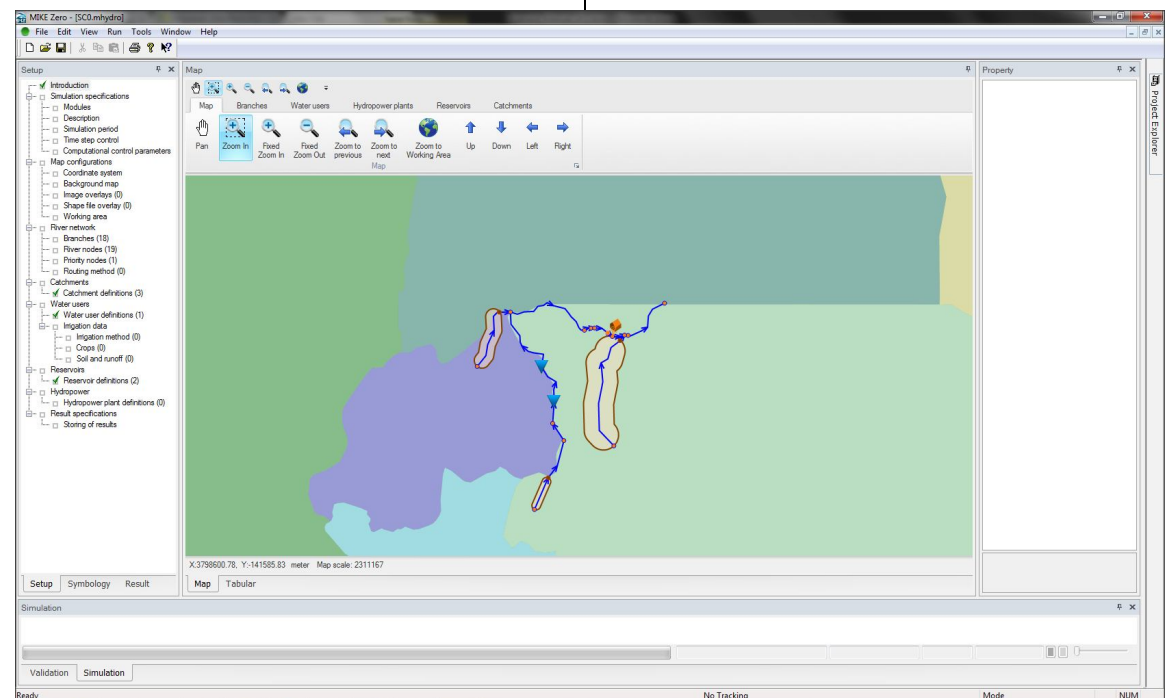 MIKE Zero - [SC0.mhydro]
File Edit View Run Tools Window Help
Setup
Introduction
Simulation specifications
Modules
Description
Simulation period
Time step control
Computational control parameters
Map configurations
Coordinate system
Background map
Image overlays (0)
Shape file overlay (0)
Working area
River network
Branches (18)
River nodes (19)
Priority nodes (1)
Routing method (0)
Catchments
Catchment definitions (3)
Water users
Water user definitions (1)
Irrigation data
Irrigation method (0)
Crops (0)
Soil and runoff (0)
Reservoirs
Reservoir definitions (2)
Hydropower
Hydropower plant definitions (0)
Result specifications
Storing of results
Setup Symbology Result
Map
Map Branches Water users Hydropower plants Reservoirs Catchments
Pan Zoom In Fixed Zoom In Fixed Zoom Out Zoom to previous Zoom to next Zoom to Working Area Up Down Left Right
Map
X:3798600.78, Y:-141585.83 meter Map scale: 2311167
Map Tabular
Property
Project Explorer
Simulation
Validation Simulation
Ready No Tracking Mode NUM